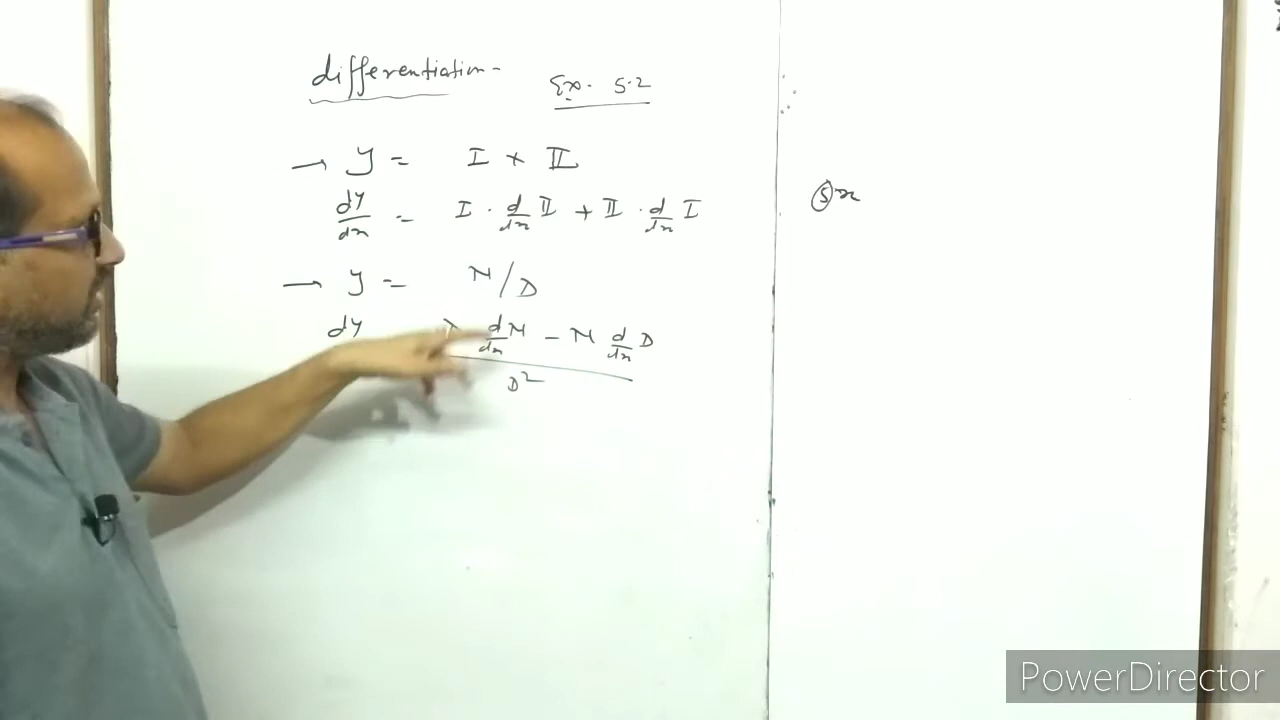 differentiation -
Ex. 5.2
→ y = I × II
dy/dx = I · d/dx II + II · d/dx I
→ y = N/D
dy d/dx N - N d/dx D
D²
⑤x
PowerDirector